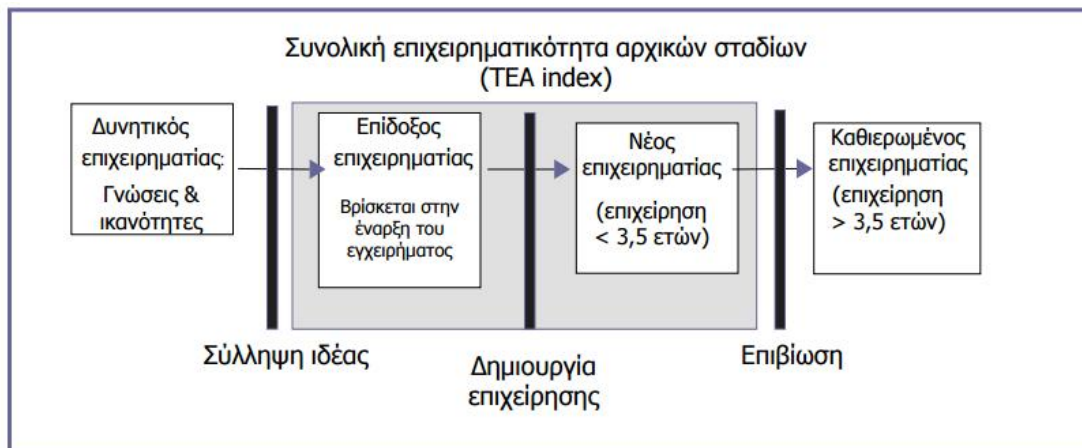 Συνολική επιχειρηματικότητα αρχικών σταδίων
(TEA index)
Δυνητικός
επιχειρηματίας:
Γνώσεις &
ικανότητες
Επίδοξος
επιχειρηματίας
Βρίσκεται στην
έναρξη του
εγχειρήματος
Νέος
επιχειρηματίας
(επιχείρηση
< 3,5 ετών)
Καθιερωμένος
επιχειρηματίας
(επιχείρηση
> 3,5 ετών)
Σύλληψη ιδέας
Δημιουργία
επιχείρησης
Επιβίωση